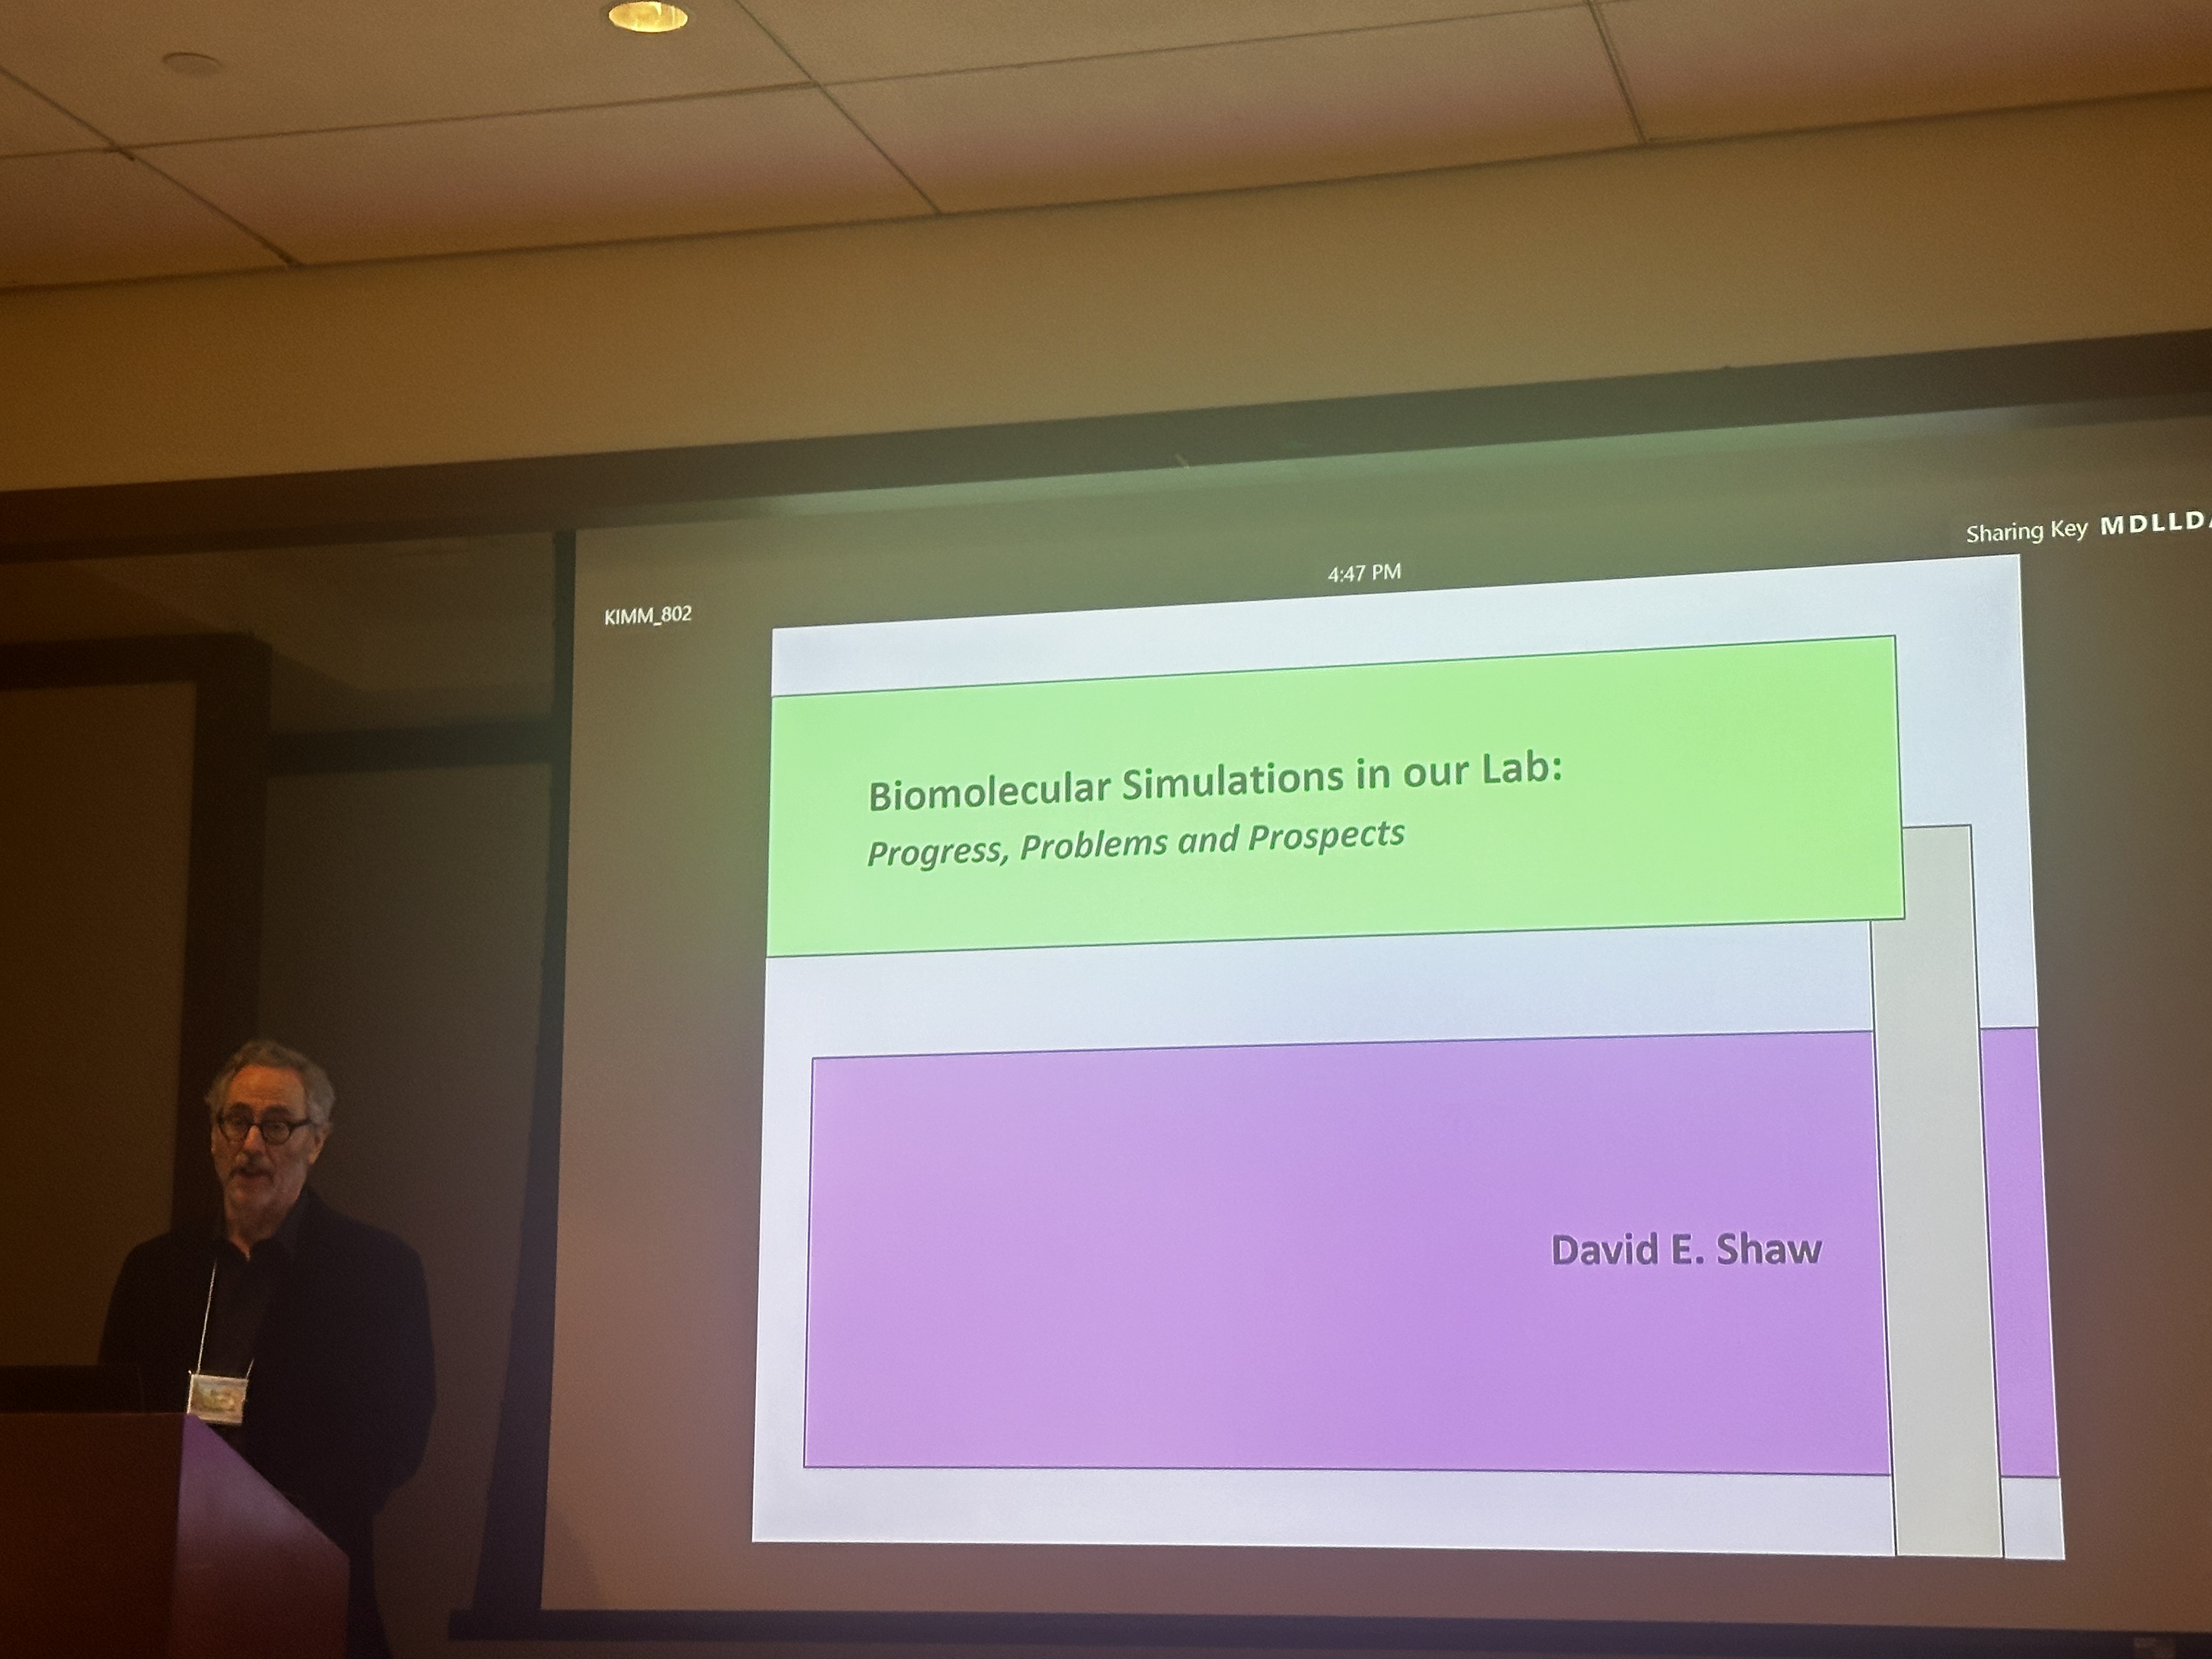 Sharing Key MDLLD
4:47 PM
KIMM_802
Biomolecular Simulations in our Lab:
Progress, Problems and Prospects
David E. Shaw